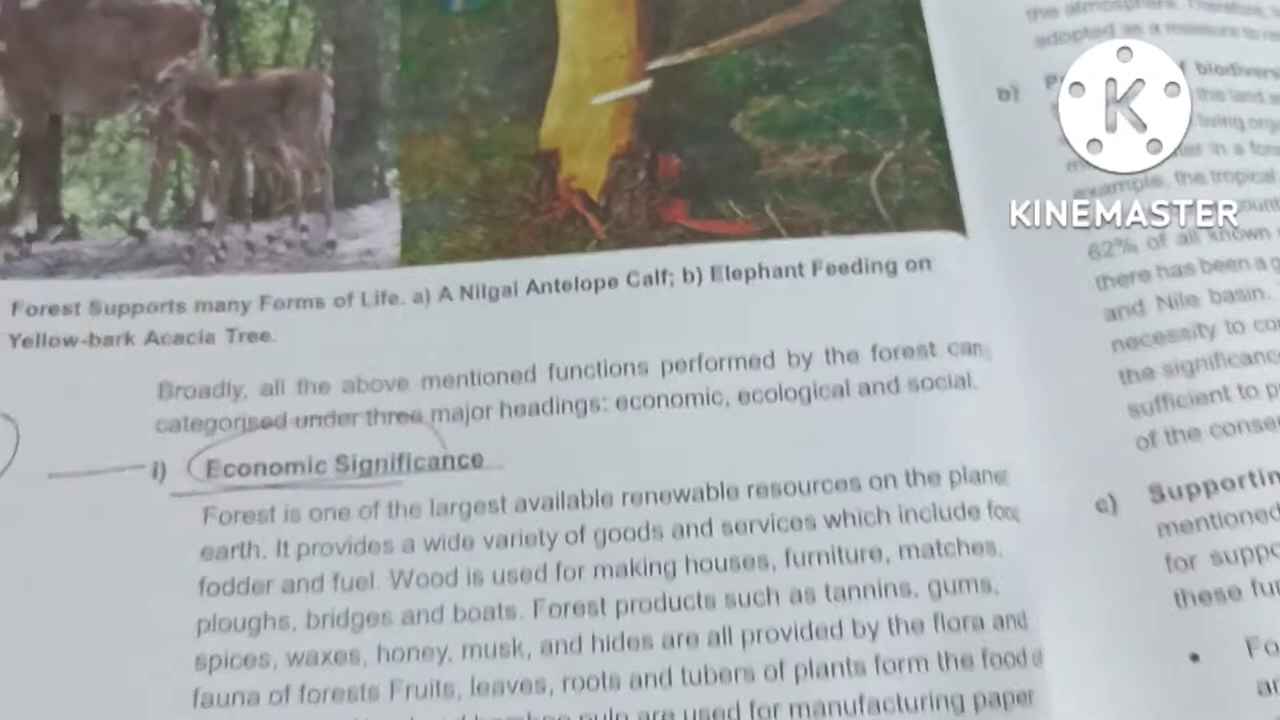 Forest Supports many Forms of Life. a) A Nilgai Antelope Calf; b) Elephant Feeding on
Yellow-bark Acacia Tree.
Broadly, all the above mentioned functions performed by the forest can
categorised under three major headings: economic, ecological and social.
i) Economic Significance
Forest is one of the largest available renewable resources on the plane
earth. It provides a wide variety of goods and services which include
fodder and fuel. Wood is used for making houses, furniture, matches,
ploughs, bridges and boats. Forest products such as tannins, gums,
spices, waxes, honey, musk, and hides are all provided by the flora and
fauna of forests Fruits, leaves, roots and tubers of plants form the food
pulp are used for manufacturing paper
the atmosphere. Therefore,
adopted as a measure to
b) biodivers
the land
living org
in a fore
example, the tropical
62% of all known
there has been a g
and Nile basin.
necessity to co
the significanc
sufficient to p
of the conse
c) Supportin
mentioned
for suppo
these fun
• Fo
an
K
KINEMASTER